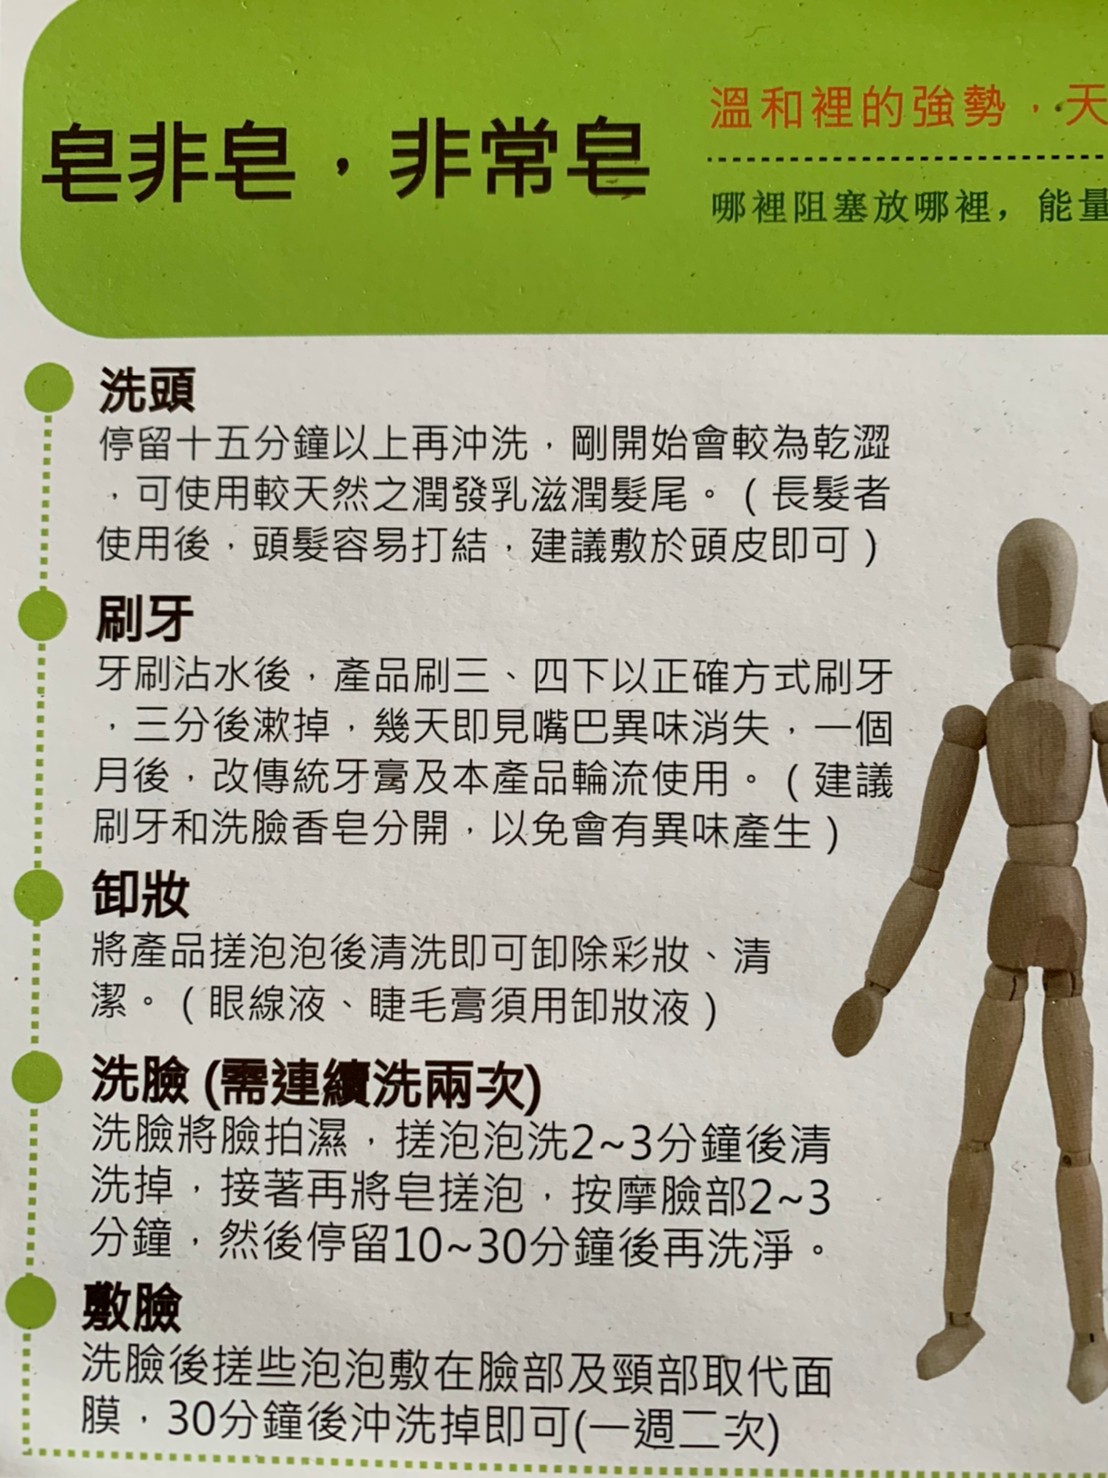 皂非皂，非常皂
溫和裡的強勢，天
哪裡阻塞放哪裡，能量
洗頭
停留十五分鐘以上再沖洗，剛開始會較為乾澀
，可使用較天然之潤發乳滋潤髮尾。（長髮者
使用後，頭髮容易打結，建議敷於頭皮即可）
刷牙
牙刷沾水後，產品刷三、四下以正確方式刷牙
，三分後漱掉，幾天即見嘴巴異味消失，一個
月後，改傳統牙膏及本產品輪流使用。（建議
刷牙和洗臉香皂分開，以免會有異味產生）
卸妝
將產品搓泡泡後清洗即可卸除彩妝、清
潔。（眼線液、睫毛膏須用卸妝液）
洗臉 (需連續洗兩次)
洗臉將臉拍濕，搓泡泡洗2~3分鐘後清
洗掉，接著再將皂搓泡，按摩臉部2~3
分鐘，然後停留10~30分鐘後再洗淨。
敷臉
洗臉後搓些泡泡敷在臉部及頸部取代面
膜，30分鐘後沖洗掉即可(一週二次)